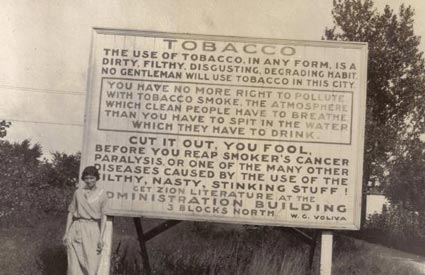 TOBACCO
THE USE OF TOBACCO, IN ANY FORM, IS A
DIRTY, FILTHY, DISGUSTING, DEGRADING HABIT.
NO GENTLEMAN WILL USE TOBACCO IN THIS CITY.
YOU HAVE NO MORE RIGHT TO POLLUTE
WITH TOBACCO SMOKE, THE ATMOSPHERE
WHICH CLEAN PEOPLE HAVE TO BREATHE,
THAN YOU HAVE TO SPIT IN THE WATER
WHICH THEY HAVE TO DRINK.
CUT IT OUT, YOU FOOL,
BEFORE YOU REAP SMOKER'S CANCER
PARALYSIS, OR ONE OF THE MANY OTHER
DISEASES CAUSED BY THE USE OF THE
FILTHY, NASTY, STINKING STUFF!
GET ZION LITERATURE AT THE
ADMINISTRATION BUILDING
3 BLOCKS NORTH
W. G. VOLIVA